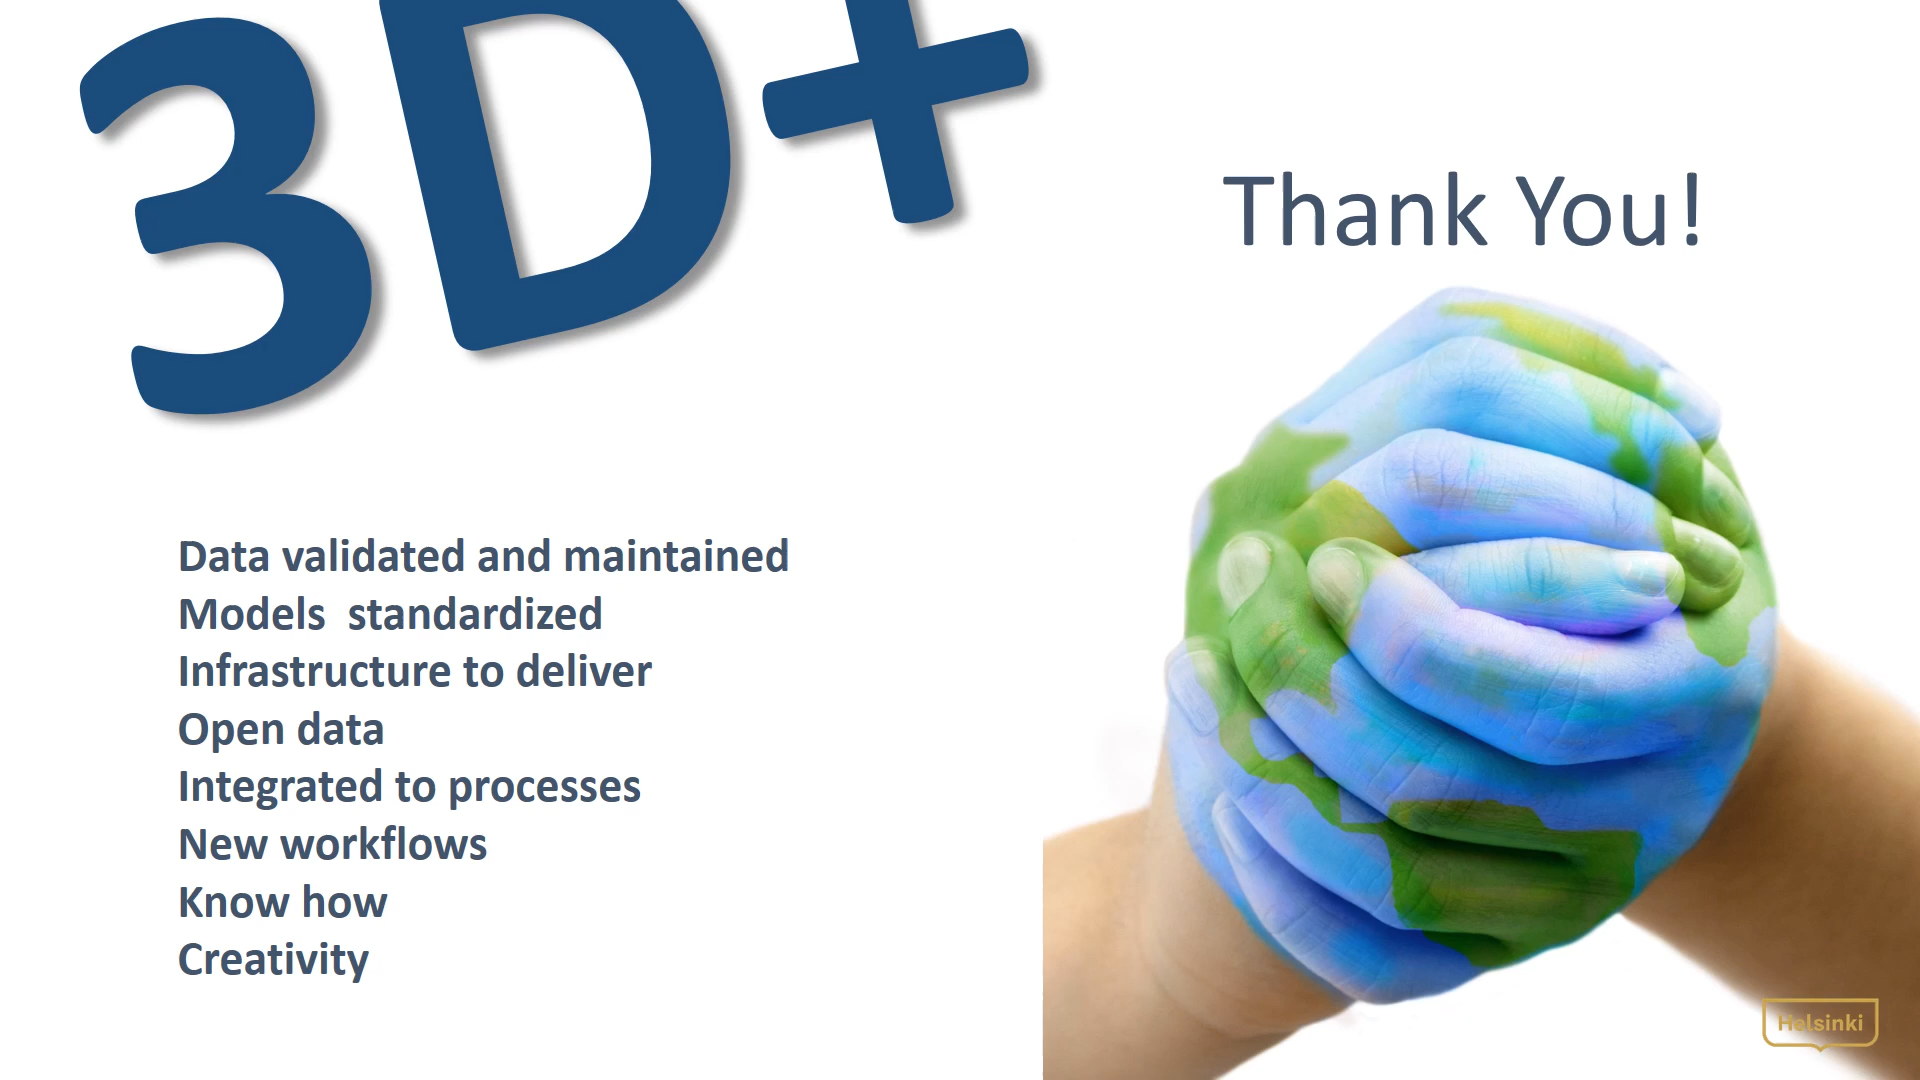 3D+
Thank You!
Data validated and maintained
Models  standardized
Infrastructure to deliver
Open data
Integrated to processes
New workflows
Know how
Creativity
Helsinki